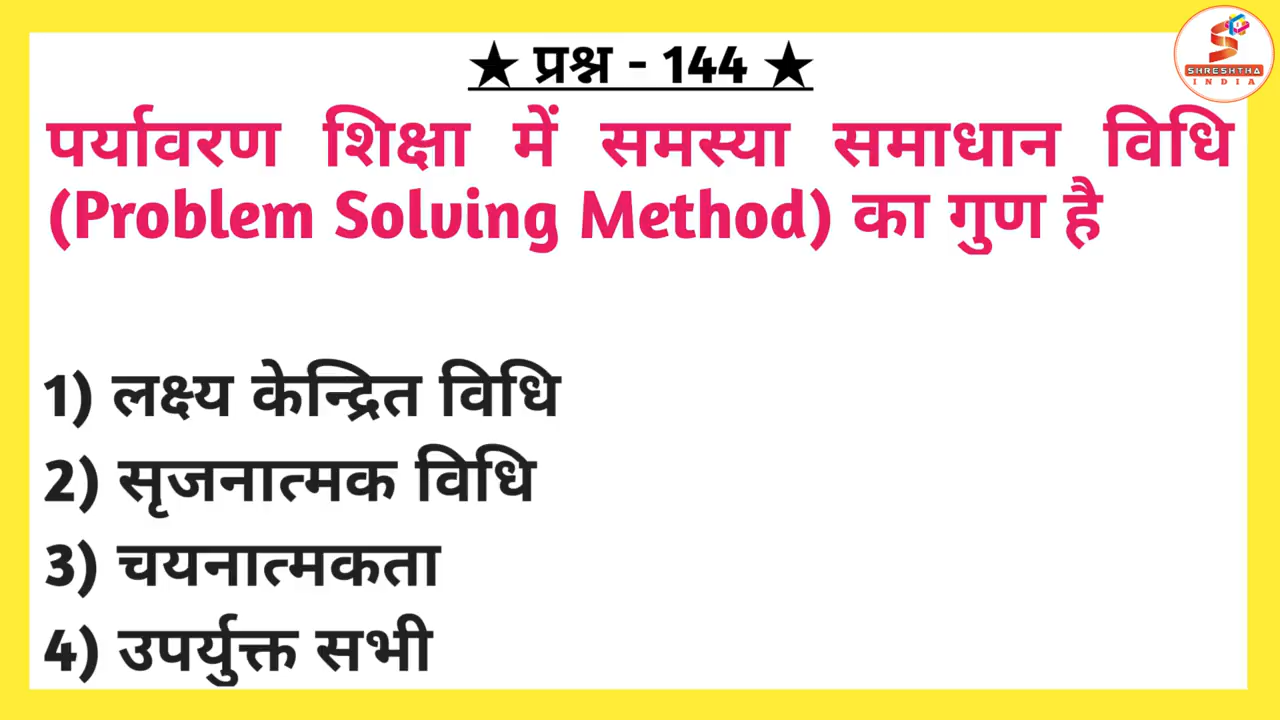 ★ प्रश्न - 144 ★
SHRESHTHA
INDIA
पर्यावरण शिक्षा में समस्या समाधान विधि
(Problem Solving Method) का गुण है
1) लक्ष्य केन्द्रित विधि
2) सृजनात्मक विधि
3) चयनात्मकता
4) उपर्युक्त सभी